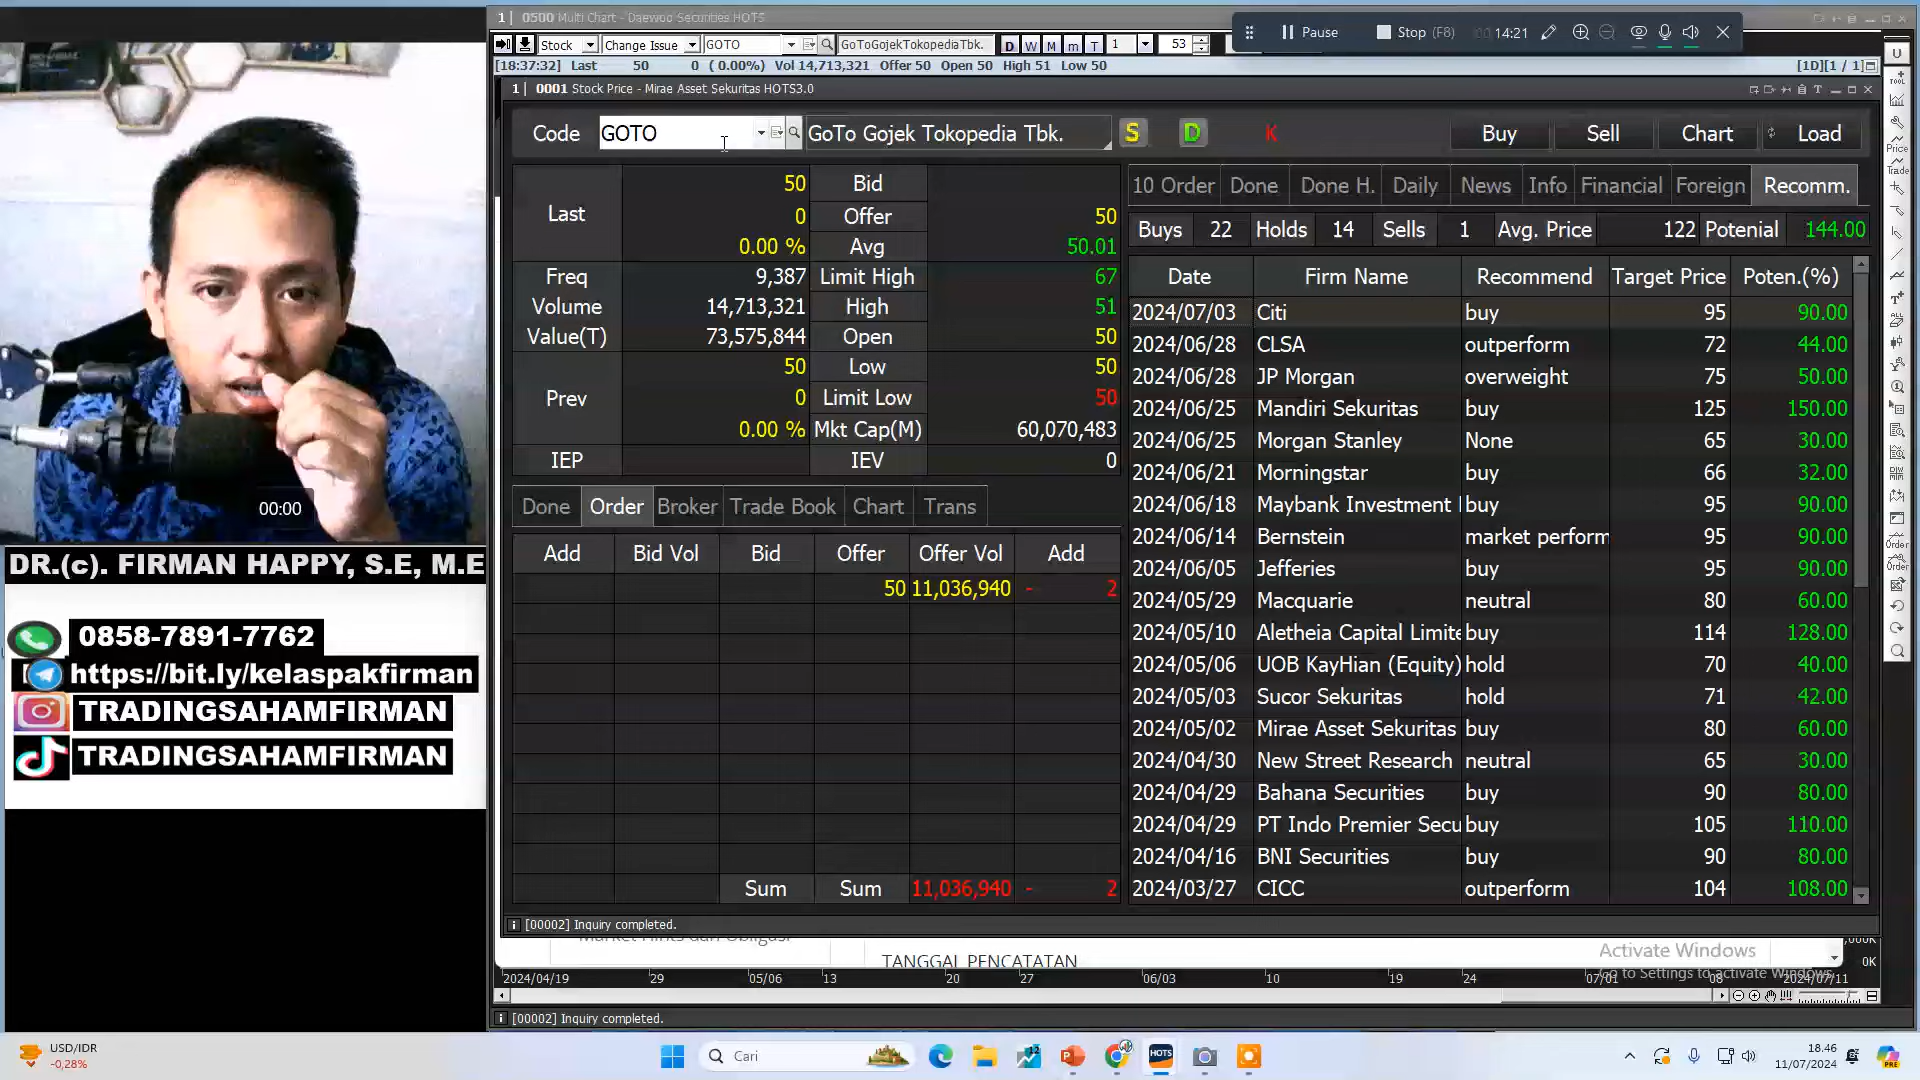 1 | 0500 Multi Chart - Daewoo Securities HOTS
Stock Change Issue GOTO GoToGojekTokopediaTbk. D W M m T 1 53
Pause Stop (F8) 00:14:21
[18:37:32] Last 50 0 ( 0.00%) Vol 14,713,321 Offer 50 Open 50 High 51 Low 50 [1D][1 / 1]
1 | 0001 Stock Price - Mirae Asset Sekuritas HOTS3.0
Code GOTO GoTo Gojek Tokopedia Tbk. S D K Buy Sell Chart Load
Last 50 Bid
0 Offer 50
0.00 % Avg 50.01
Freq 9,387 Limit High 67
Volume 14,713,321 High 51
Value(T) 73,575,844 Open 50
Prev 50 Low 50
0 Limit Low 50
0.00 % Mkt Cap(M) 60,070,483
IEP IEV 0
Done Order Broker Trade Book Chart Trans
Add Bid Vol Bid Offer Offer Vol Add
50 11,036,940 - 2
Sum Sum 11,036,940 - 2
10 Order Done Done H. Daily News Info Financial Foreign Recomm.
Buys 22 Holds 14 Sells 1 Avg. Price 122 Potenial 144.00
Date Firm Name Recommend Target Price Poten.(%)
2024/07/03 Citi buy 95 90.00
2024/06/28 CLSA outperform 72 44.00
2024/06/28 JP Morgan overweight 75 50.00
2024/06/25 Mandiri Sekuritas buy 125 150.00
2024/06/25 Morgan Stanley None 65 30.00
2024/06/21 Morningstar buy 66 32.00
2024/06/18 Maybank Investment buy 95 90.00
2024/06/14 Bernstein market perform 95 90.00
2024/06/05 Jefferies buy 95 90.00
2024/05/29 Macquarie neutral 80 60.00
2024/05/10 Aletheia Capital Limite buy 114 128.00
2024/05/06 UOB KayHian (Equity) hold 70 40.00
2024/05/03 Sucor Sekuritas hold 71 42.00
2024/05/02 Mirae Asset Sekuritas buy 80 60.00
2024/04/30 New Street Research neutral 65 30.00
2024/04/29 Bahana Securities buy 90 80.00
2024/04/29 PT Indo Premier Secu buy 105 110.00
2024/04/16 BNI Securities buy 90 80.00
2024/03/27 CICC outperform 104 108.00
[00002] Inquiry completed.
TANGGAL PENCATATAN
Activate Windows
Go to Settings to activate Windows.
0K
2024/04/19 29 05/06 13 20 27 06/03 10 19 24 07/01 08 2024/07/11
[00002] Inquiry completed.
00:00
DR.(c). FIRMAN HAPPY, S.E, M.E
0858-7891-7762
https://bit.ly/kelaspakfirman
TRADINGSAHAMFIRMAN
TRADINGSAHAMFIRMAN
USD/IDR
-0,28%
Cari
HOTS
18.46
11/07/2024